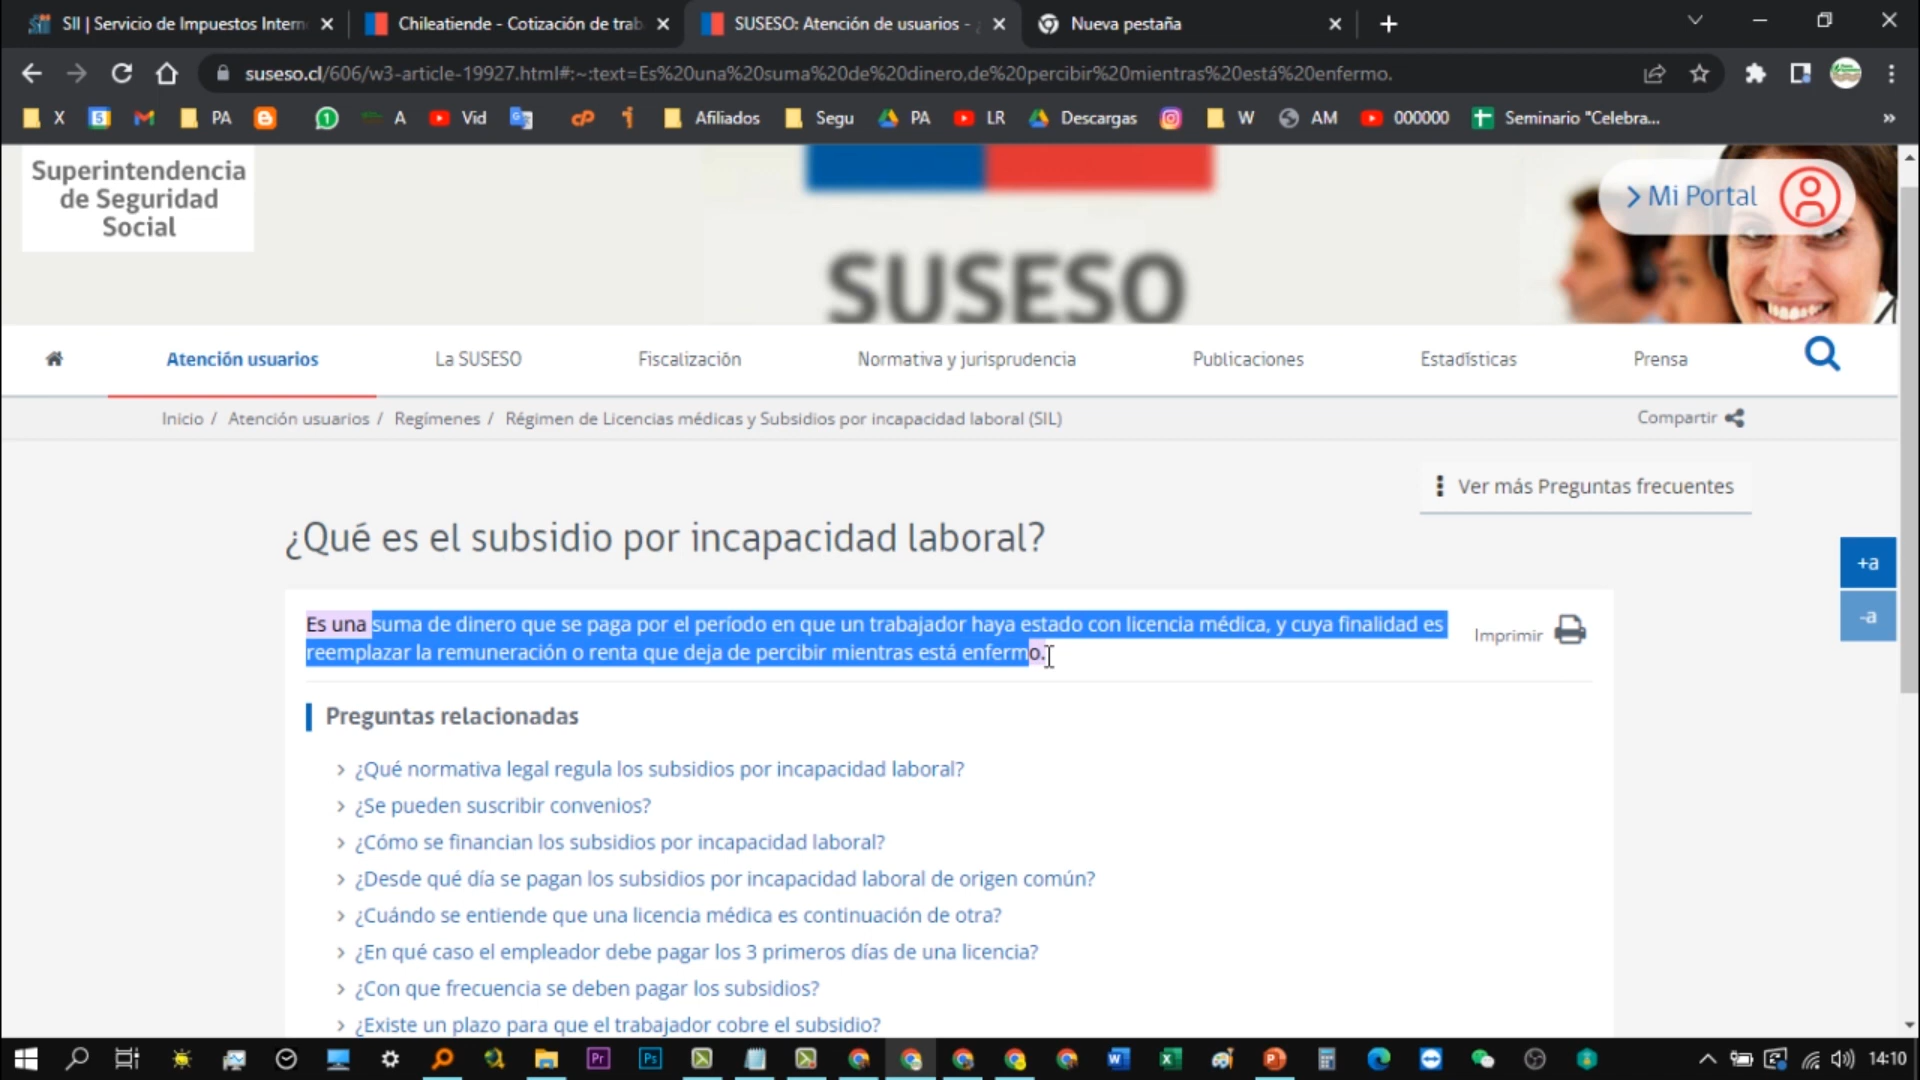 SII | Servicio de Impuestos Intern
Chileatiende - Cotización de trab
SUSESO: Atención de usuarios -
Nueva pestaña
suseso.cl/606/w3-article-19927.html#:~:text=Es%20una%20suma%20de%20dinero,de%20percibir%20mientras%20está%20enfermo.
X
PA
A
Vid
Afiliados
Segu
PA
LR
Descargas
W
AM
000000
Seminario "Celebra...
»
Superintendencia
de Seguridad
Social
SUSESO
Mi Portal
Atención usuarios
La SUSESO
Fiscalización
Normativa y jurisprudencia
Publicaciones
Estadísticas
Prensa
Inicio / Atención usuarios / Regímenes / Régimen de Licencias médicas y Subsidios por incapacidad laboral (SIL)
Compartir
Ver más Preguntas frecuentes
¿Qué es el subsidio por incapacidad laboral?
+a
-a
Es una suma de dinero que se paga por el período en que un trabajador haya estado con licencia médica, y cuya finalidad es
reemplazar la remuneración o renta que deja de percibir mientras está enfermo.
Imprimir
Preguntas relacionadas
¿Qué normativa legal regula los subsidios por incapacidad laboral?
¿Se pueden suscribir convenios?
¿Cómo se financian los subsidios por incapacidad laboral?
¿Desde qué día se pagan los subsidios por incapacidad laboral de origen común?
¿Cuándo se entiende que una licencia médica es continuación de otra?
¿En qué caso el empleador debe pagar los 3 primeros días de una licencia?
¿Con que frecuencia se deben pagar los subsidios?
¿Existe un plazo para que el trabajador cobre el subsidio?
Pr
Ps
14:10